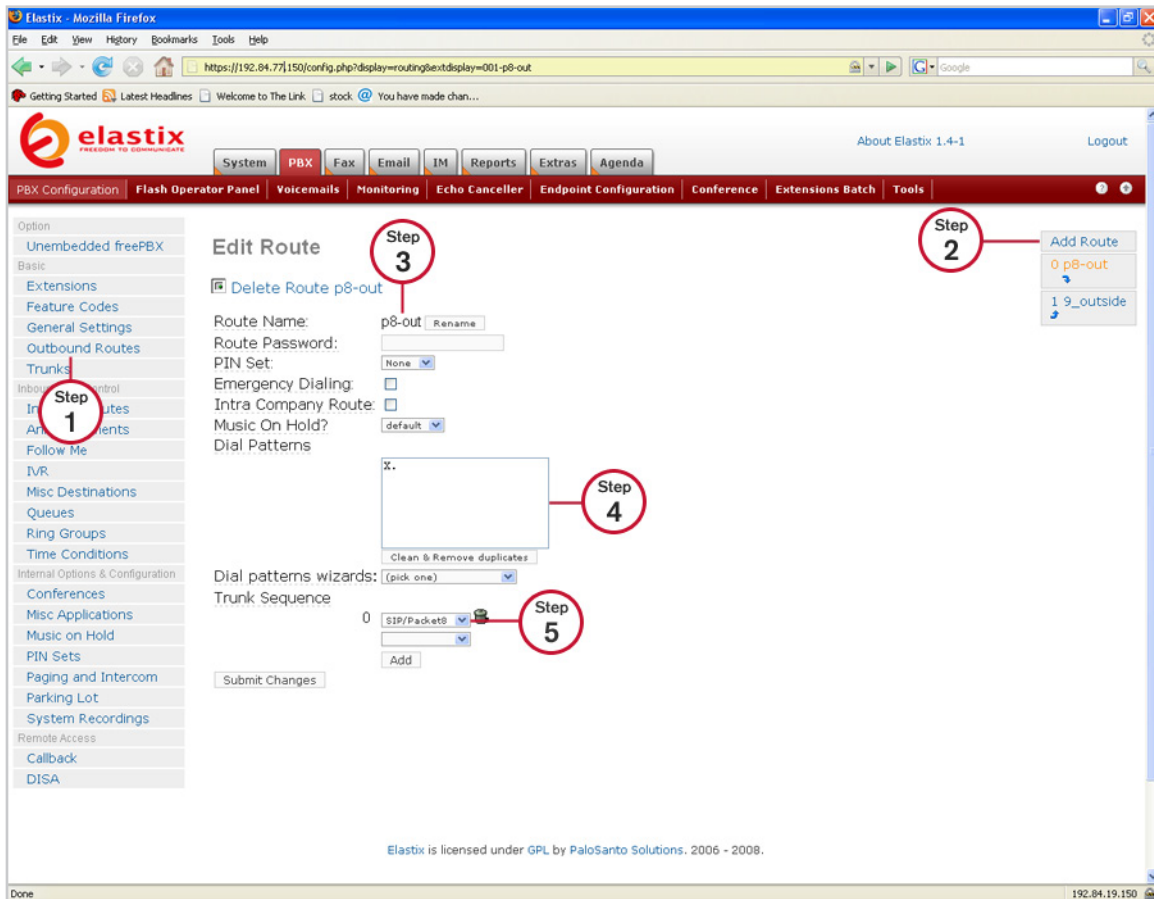 Elastix - Mozilla Firefox
File Edit View History Bookmarks Tools Help
https://192.84.77.150/config.php?display=routing&extdisplay=001-p8-out
Google
Getting Started Latest Headlines Welcome to The Link stock You have made chan...
elastix
FREEDOM TO COMMUNICATE
About Elastix 1.4-1
Logout
System PBX Fax Email IM Reports Extras Agenda
PBX Configuration Flash Operator Panel Voicemails Monitoring Echo Canceller Endpoint Configuration Conference Extensions Batch Tools
Option
Unembedded freePBX
Basic
Extensions
Feature Codes
General Settings
Outbound Routes
Trunks
Step
1
Follow Me
IVR
Misc Destinations
Queues
Ring Groups
Time Conditions
Internal Options & Configuration
Conferences
Misc Applications
Music on Hold
PIN Sets
Paging and Intercom
Parking Lot
System Recordings
Remote Access
Callback
DISA
Edit Route
Step
3
Delete Route p8-out
Route Name: p8-out Rename
Route Password:
PIN Set: None
Emergency Dialing:
Intra Company Route:
Music On Hold? default
Dial Patterns
X.
Step
4
Clean & Remove duplicates
Dial patterns wizards: (pick one)
Trunk Sequence
0 SIP/Packet8
Step
5
Add
Submit Changes
Step
2
Add Route
0 p8-out
1 9_outside
Elastix is licensed under GPL by PaloSanto Solutions. 2006 - 2008.
Done
192.84.19.150